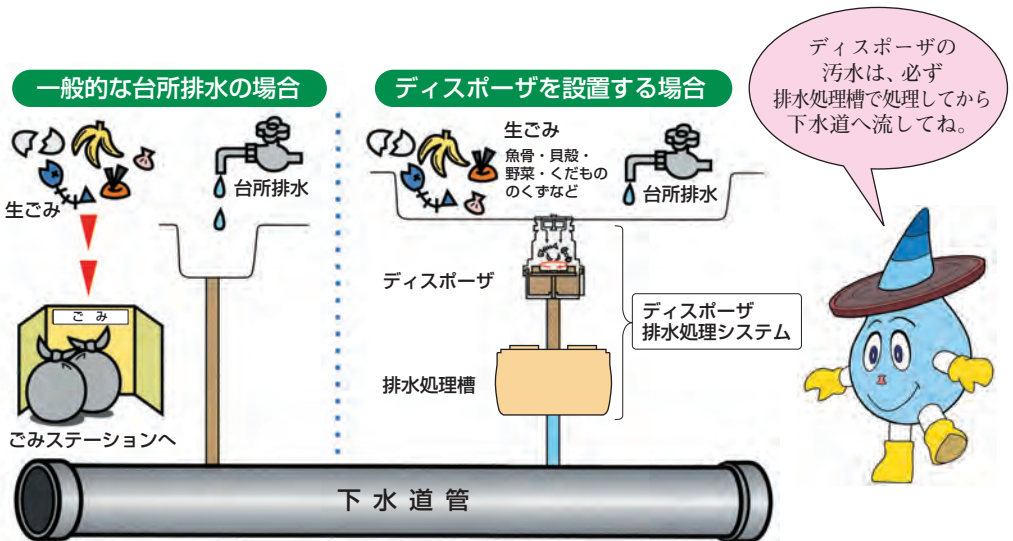 一般的な台所排水の場合
生ごみ
台所排水
ごみ
ごみステーションへ
ディスポーザを設置する場合
生ごみ
魚骨・貝殻・
野菜・くだもの
のくずなど
台所排水
ディスポーザ
排水処理槽
ディスポーザ
排水処理システム
下水道管
ディスポーザの
汚水は、必ず
排水処理槽で処理してから
下水道へ流してね。